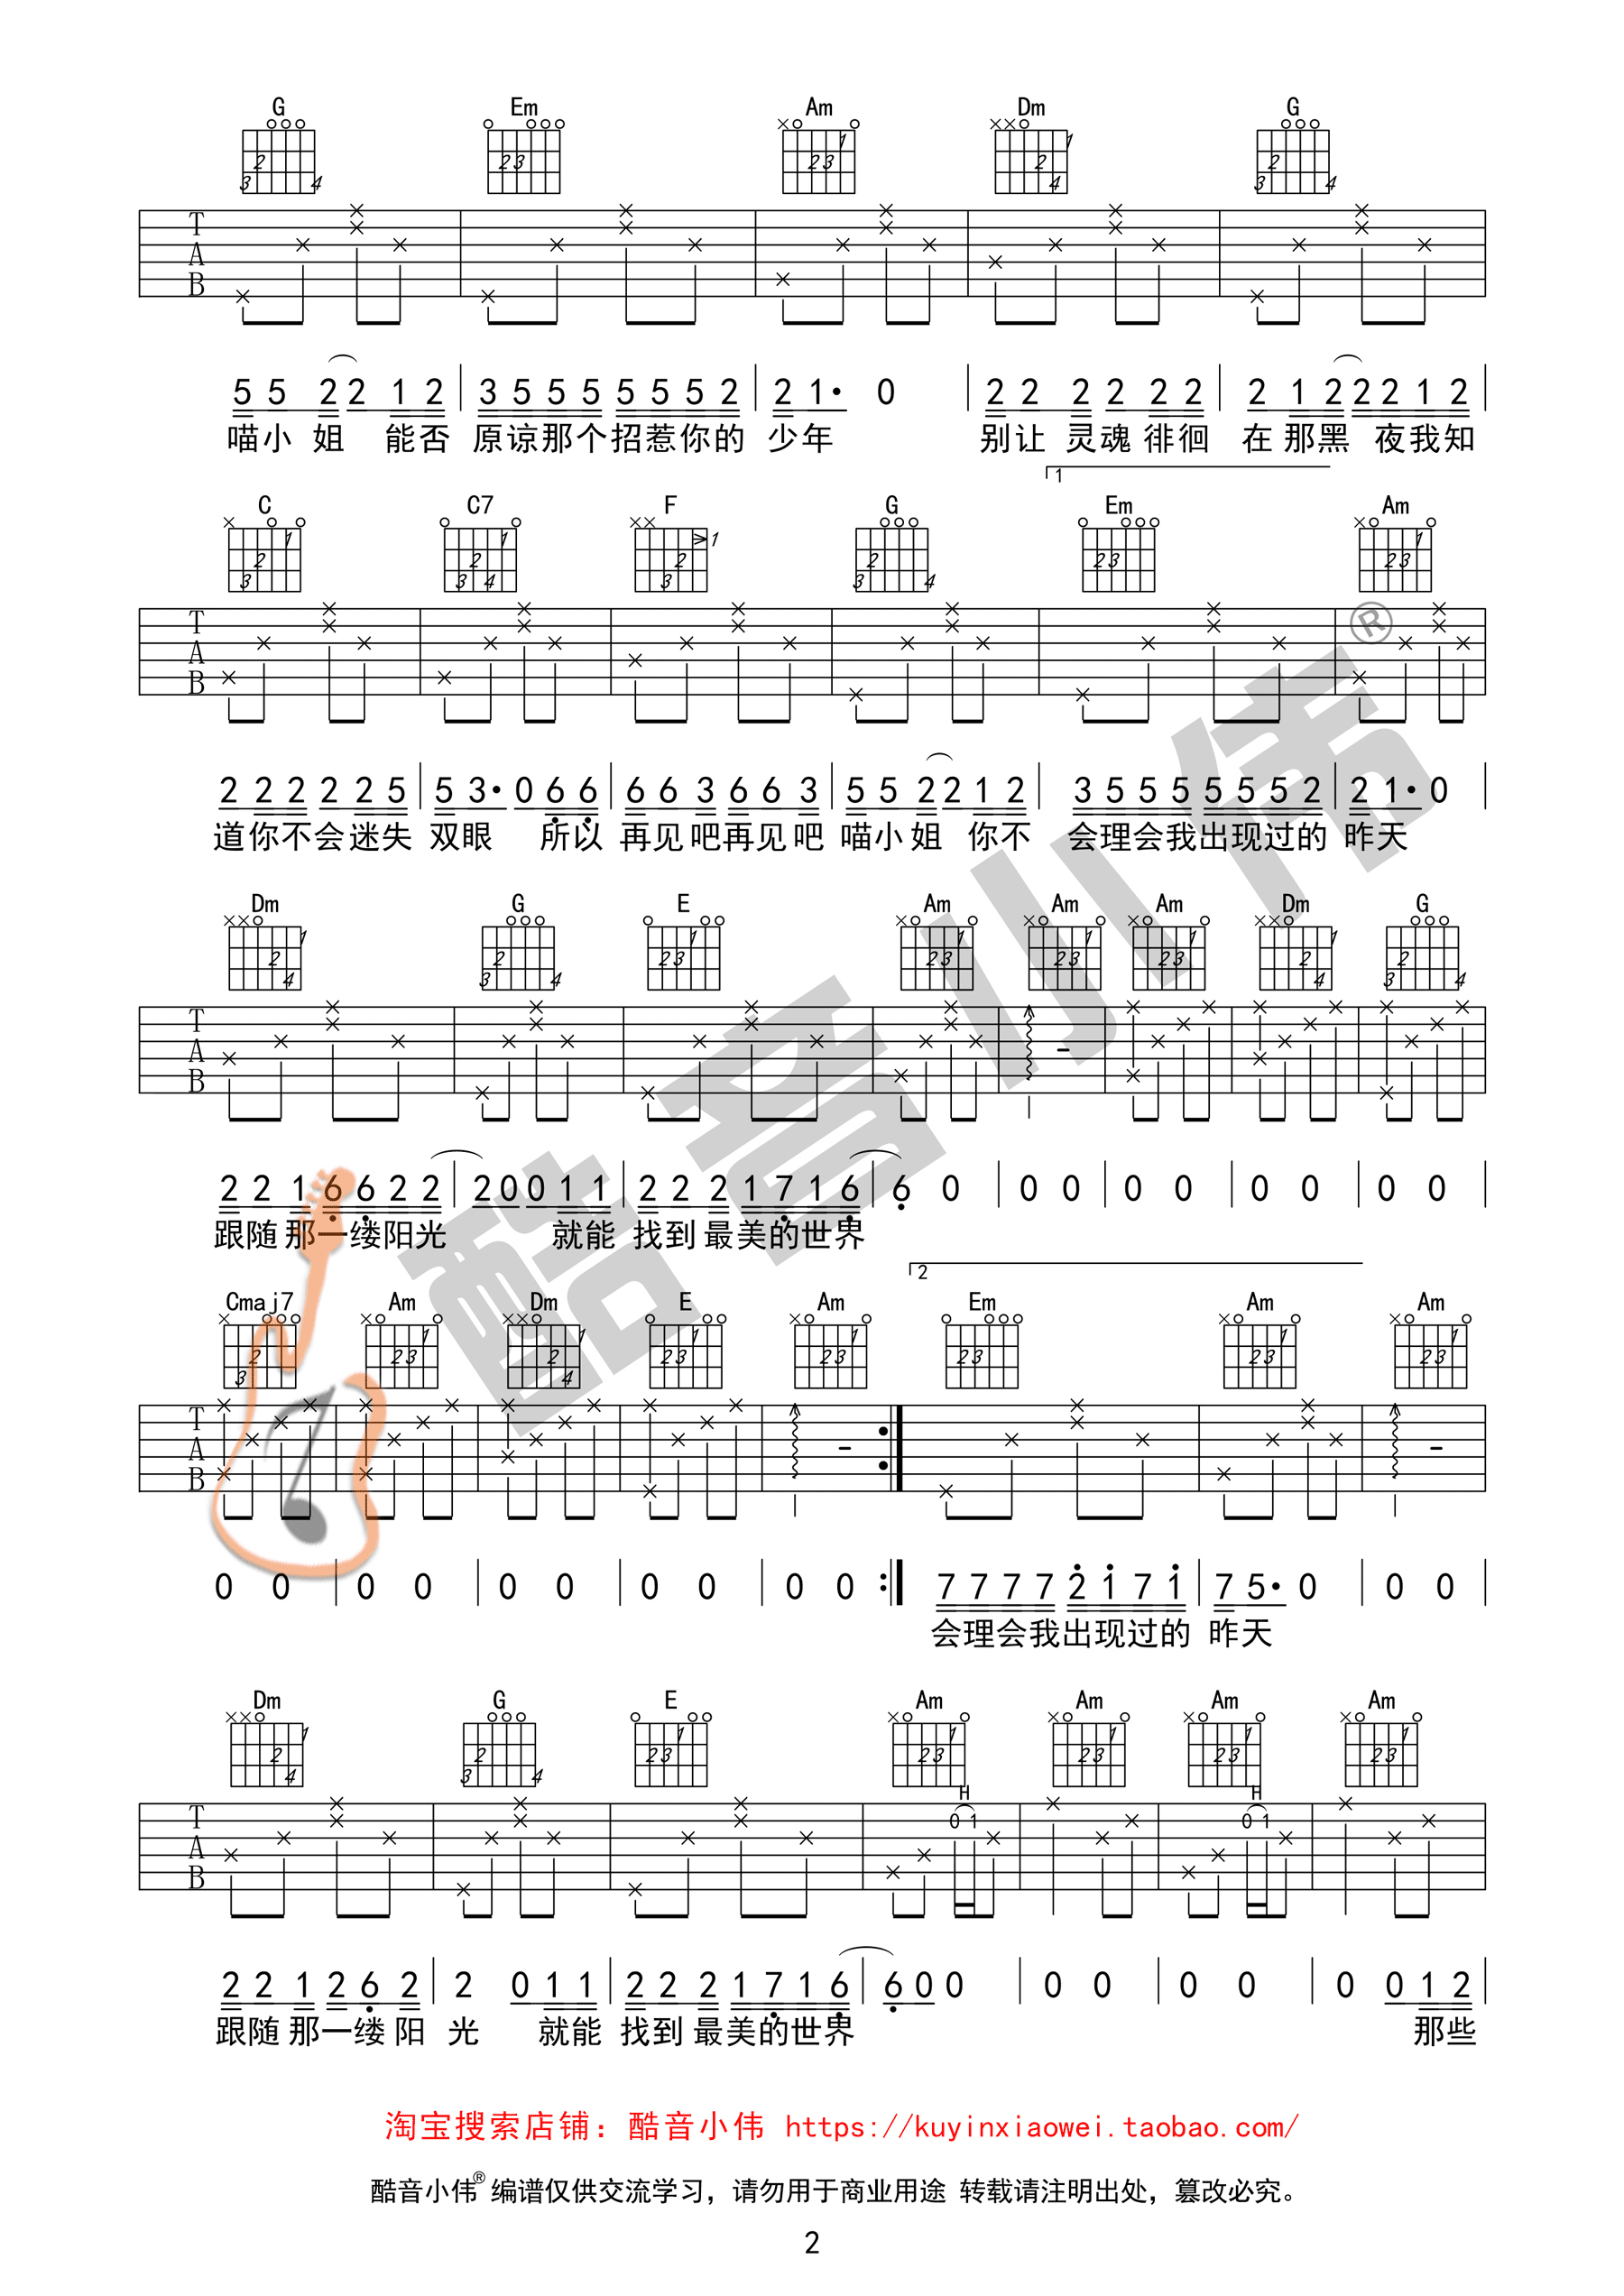 G Em Am Dm G
T
A
B
5 5 2 2 1 2 | 3 5 5 5 5 5 5 2 | 2 1· 0 | 2 2 2 2 2 2 | 2 1 2 2 2 1 2 |
喵小 姐 能否 原谅那个招惹你的 少年 别让 灵魂 徘徊 在 那黑 夜我知
1
C C7 F G Em Am
T
A
B
2 2 2 2 2 5 | 5 3· 0 6 6 | 6 6 3 6 6 3 | 5 5 2 2 1 2 | 3 5 5 5 5 5 5 2 | 2 1· 0 |
道你不会迷失 双眼 所以 再见吧再见吧 喵小姐 你不 会理会我出现过的 昨天
Dm G E Am Am Am Dm G
T
A
B
2 2 1 6 6 2 2 | 2 0 0 1 1 | 2 2 2 1 7 1 6 | 6 0 | 0 0 | 0 0 | 0 0 | 0 0 |
跟随 那一缕阳光 就能 找到 最美的世界
2
Cmaj7 Am Dm E Am Em Am Am
T
A
B
0 0 | 0 0 | 0 0 | 0 0 | 0 0 :| 7 7 7 7 2 1 7 1 | 7 5· 0 | 0 0 |
会理会我出现过的 昨天
Dm G E Am Am Am Am
H H
T
A
B
0 1 0 1
2 2 1 2 6 2 | 2 0 1 1 | 2 2 2 1 7 1 6 | 6 0 0 | 0 0 | 0 0 | 0 0 1 2 |
跟随 那一缕 阳 光 就能 找到 最美的世界 那些
酷音小伟®
淘宝搜索店铺：酷音小伟 https://kuyinxiaowei.taobao.com/
酷音小伟® 编谱仅供交流学习，请勿用于商业用途 转载请注明出处，篡改必究。
2